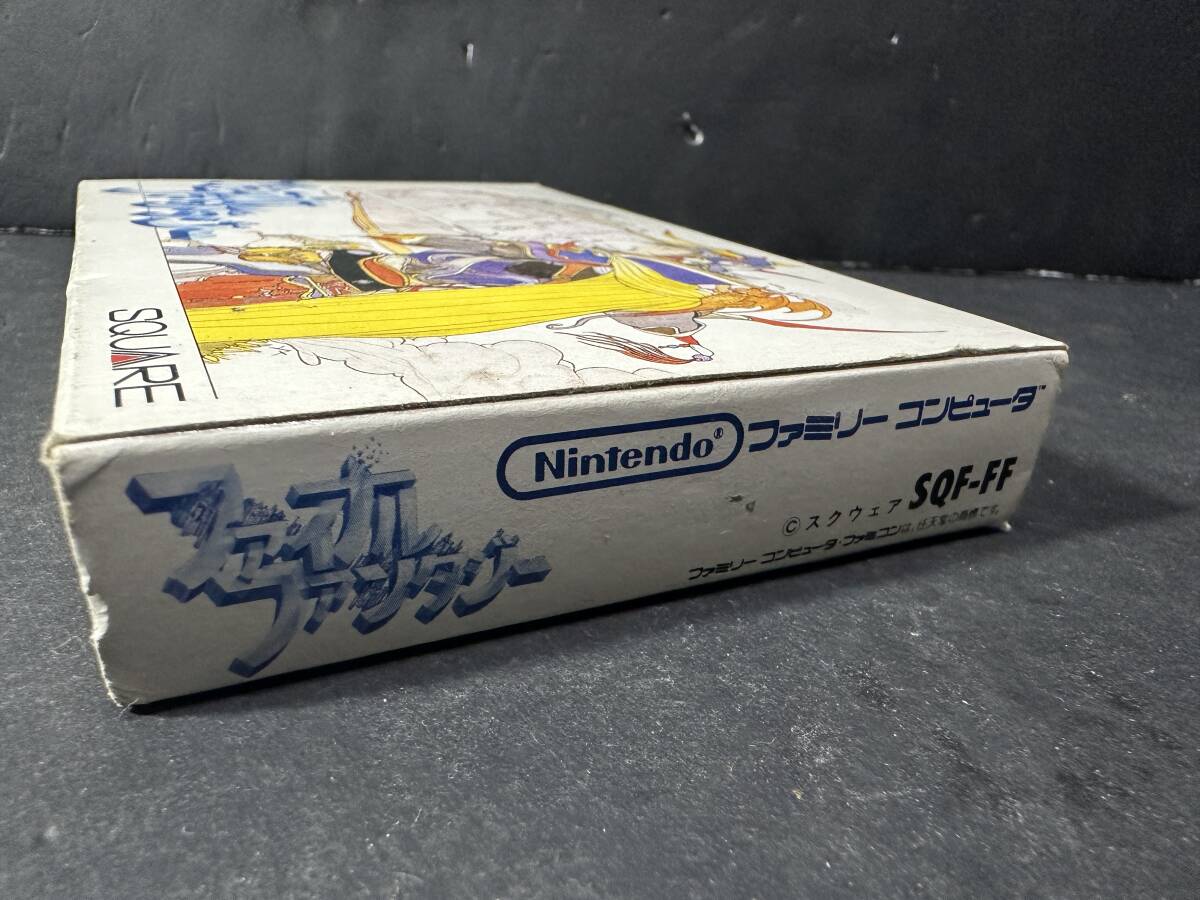 SQUARE
ファイナル
ファンタジー
Nintendo® ファミリー コンピュータ™
©スクウェア SQF-FF
ファミリー コンピュータ・ファミコンは、任天堂の商標です。